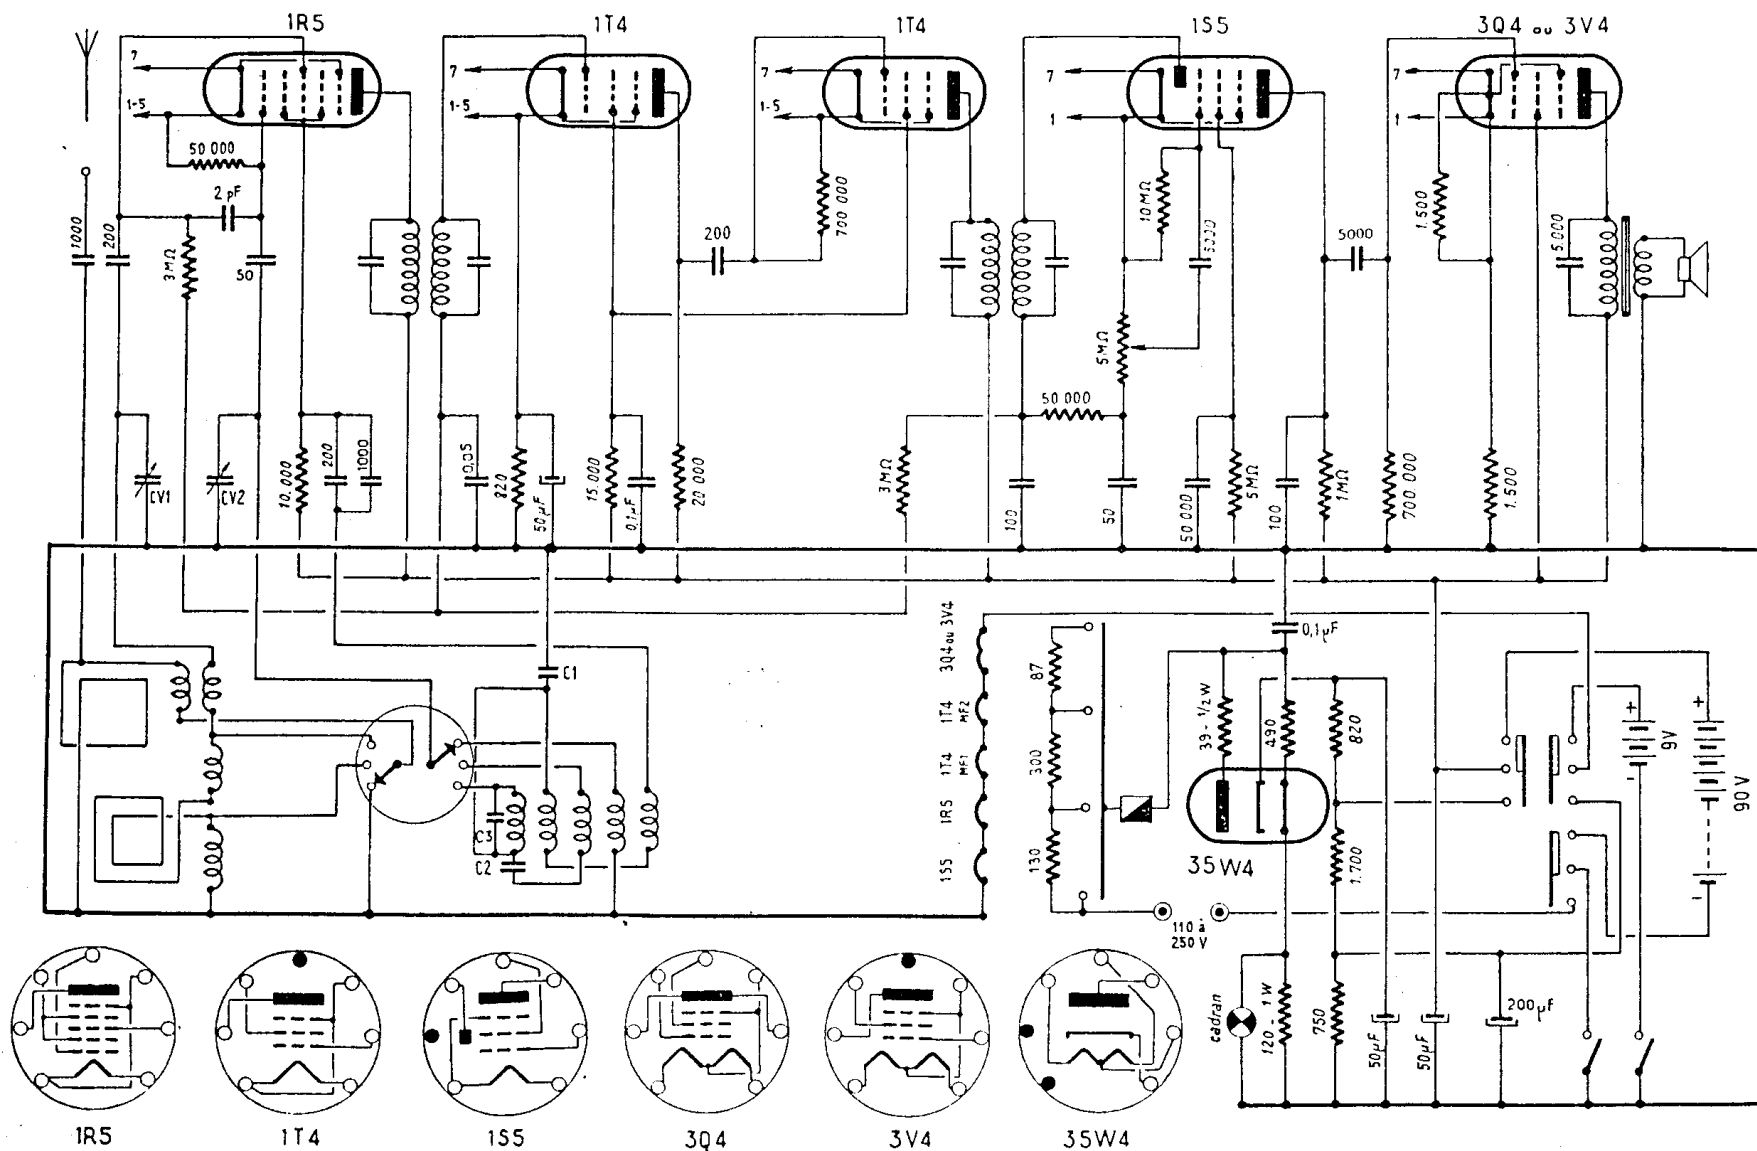 1R5
1T4
1T4
1S5
3Q4 ou 3V4
7
1-5
7
1-5
7
1-5
7
1
7
1
50 000
2 pF
1000
200
3MΩ
50
200
700 000
10MΩ
5000
5MΩ
5000
1.500
5.000
50 000
CV1
CV2
10.000
200
1000
0,05
820
50µF
15.000
0,1µF
20 000
3MΩ
100
50
50 000
5MΩ
100
1MΩ
700.000
1.500
C1
C3
C2
3Q4 ou 3V4
1T4 MF2
1T4 MF1
1R5
1S5
87
300
130
0,1µF
39 - 1/2 W
490
820
35W4
1.700
110 à
250 V
+
9V
-
+
90V
-
cadran
120 - 1W
750
50µF
50µF
200µF
1R5
1T4
1S5
3Q4
3V4
35W4